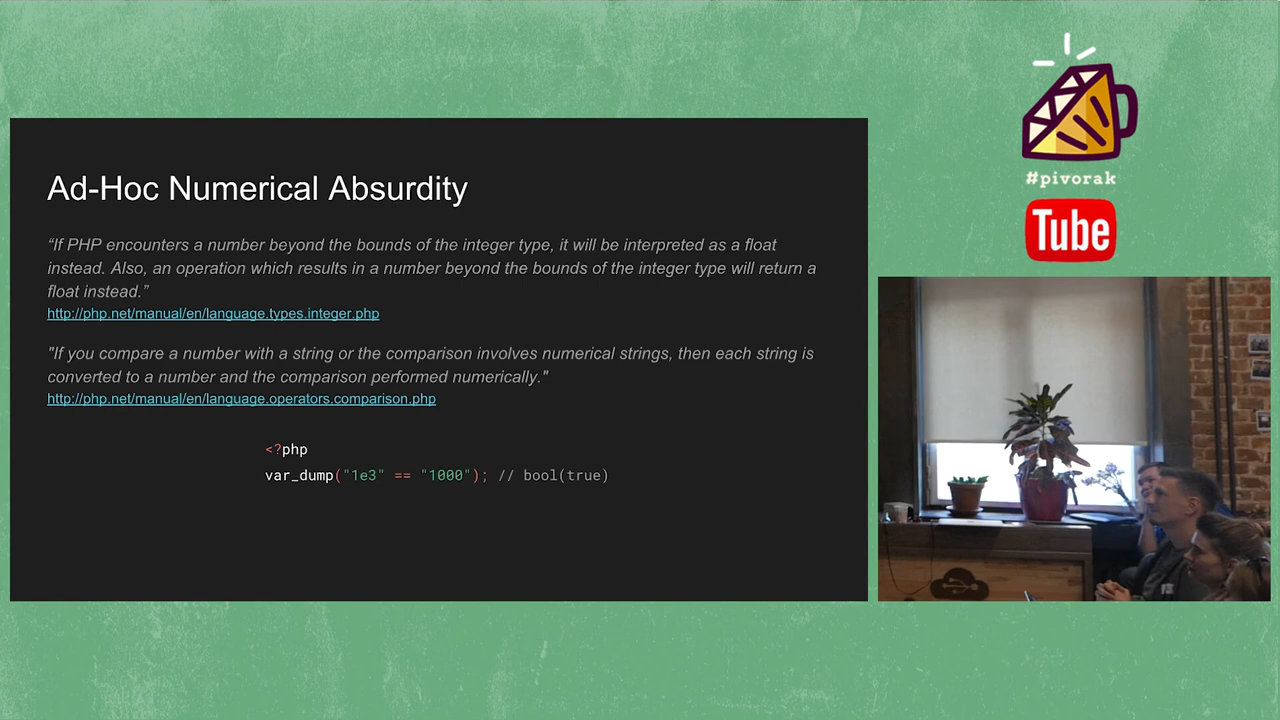 Ad-Hoc Numerical Absurdity
“If PHP encounters a number beyond the bounds of the integer type, it will be interpreted as a float
instead. Also, an operation which results in a number beyond the bounds of the integer type will return a
float instead.”
http://php.net/manual/en/language.types.integer.php
"If you compare a number with a string or the comparison involves numerical strings, then each string is
converted to a number and the comparison performed numerically."
http://php.net/manual/en/language.operators.comparison.php
<?php
var_dump("1e3" == "1000"); // bool(true)
#pivorak
Tube